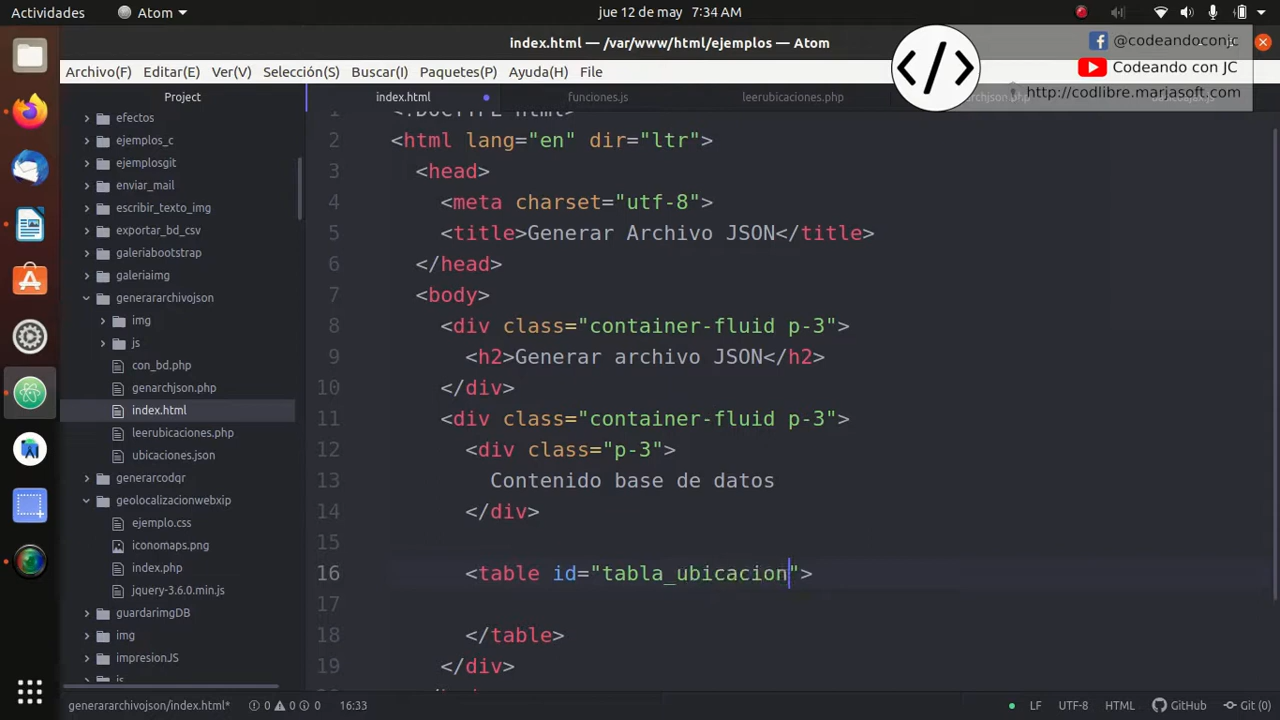 Actividades
Atom
jue 12 de may 7:34 AM
index.html — /var/www/html/ejemplos — Atom
@codeandoconjc
Codeando con JC
http://codlibre.marjasoft.com
Archivo(F) Editar(E) Ver(V) Selección(S) Buscar(I) Paquetes(P) Ayuda(H) File
Project
index.html
funciones.js
leerubicaciones.php
efectos
ejemplos_c
ejemplosgit
enviar_mail
escribir_texto_img
exportar_bd_csv
galeriabootstrap
galeriaimg
generararchivojson
img
js
con_bd.php
genarchjson.php
index.html
leerubicaciones.php
ubicaciones.json
generarcodqr
geolocalizacionwebxip
ejemplo.css
iconomaps.png
index.php
jquery-3.6.0.min.js
guardarimgDB
img
impresionJS
js
1 <!DOCTYPE html>
2 <html lang="en" dir="ltr">
3 <head>
4 <meta charset="utf-8">
5 <title>Generar Archivo JSON</title>
6 </head>
7 <body>
8 <div class="container-fluid p-3">
9 <h2>Generar archivo JSON</h2>
10 </div>
11 <div class="container-fluid p-3">
12 <div class="p-3">
13 Contenido base de datos
14 </div>
15
16 <table id="tabla_ubicacion">
17
18 </table>
19 </div>
generararchivojson/index.html*
0 0 0
16:33
LF UTF-8 HTML GitHub Git (0)